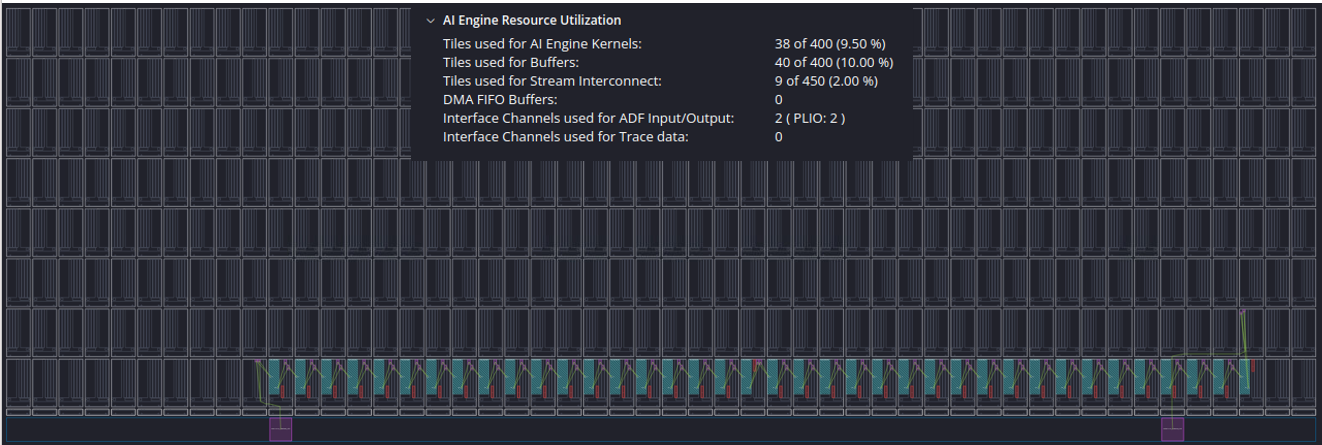 AI Engine Resource Utilization
Tiles used for AI Engine Kernels: 38 of 400 (9.50 %)
Tiles used for Buffers: 40 of 400 (10.00 %)
Tiles used for Stream Interconnect: 9 of 450 (2.00 %)
DMA FIFO Buffers: 0
Interface Channels used for ADF Input/Output: 2 ( PLIO: 2 )
Interface Channels used for Trace data: 0